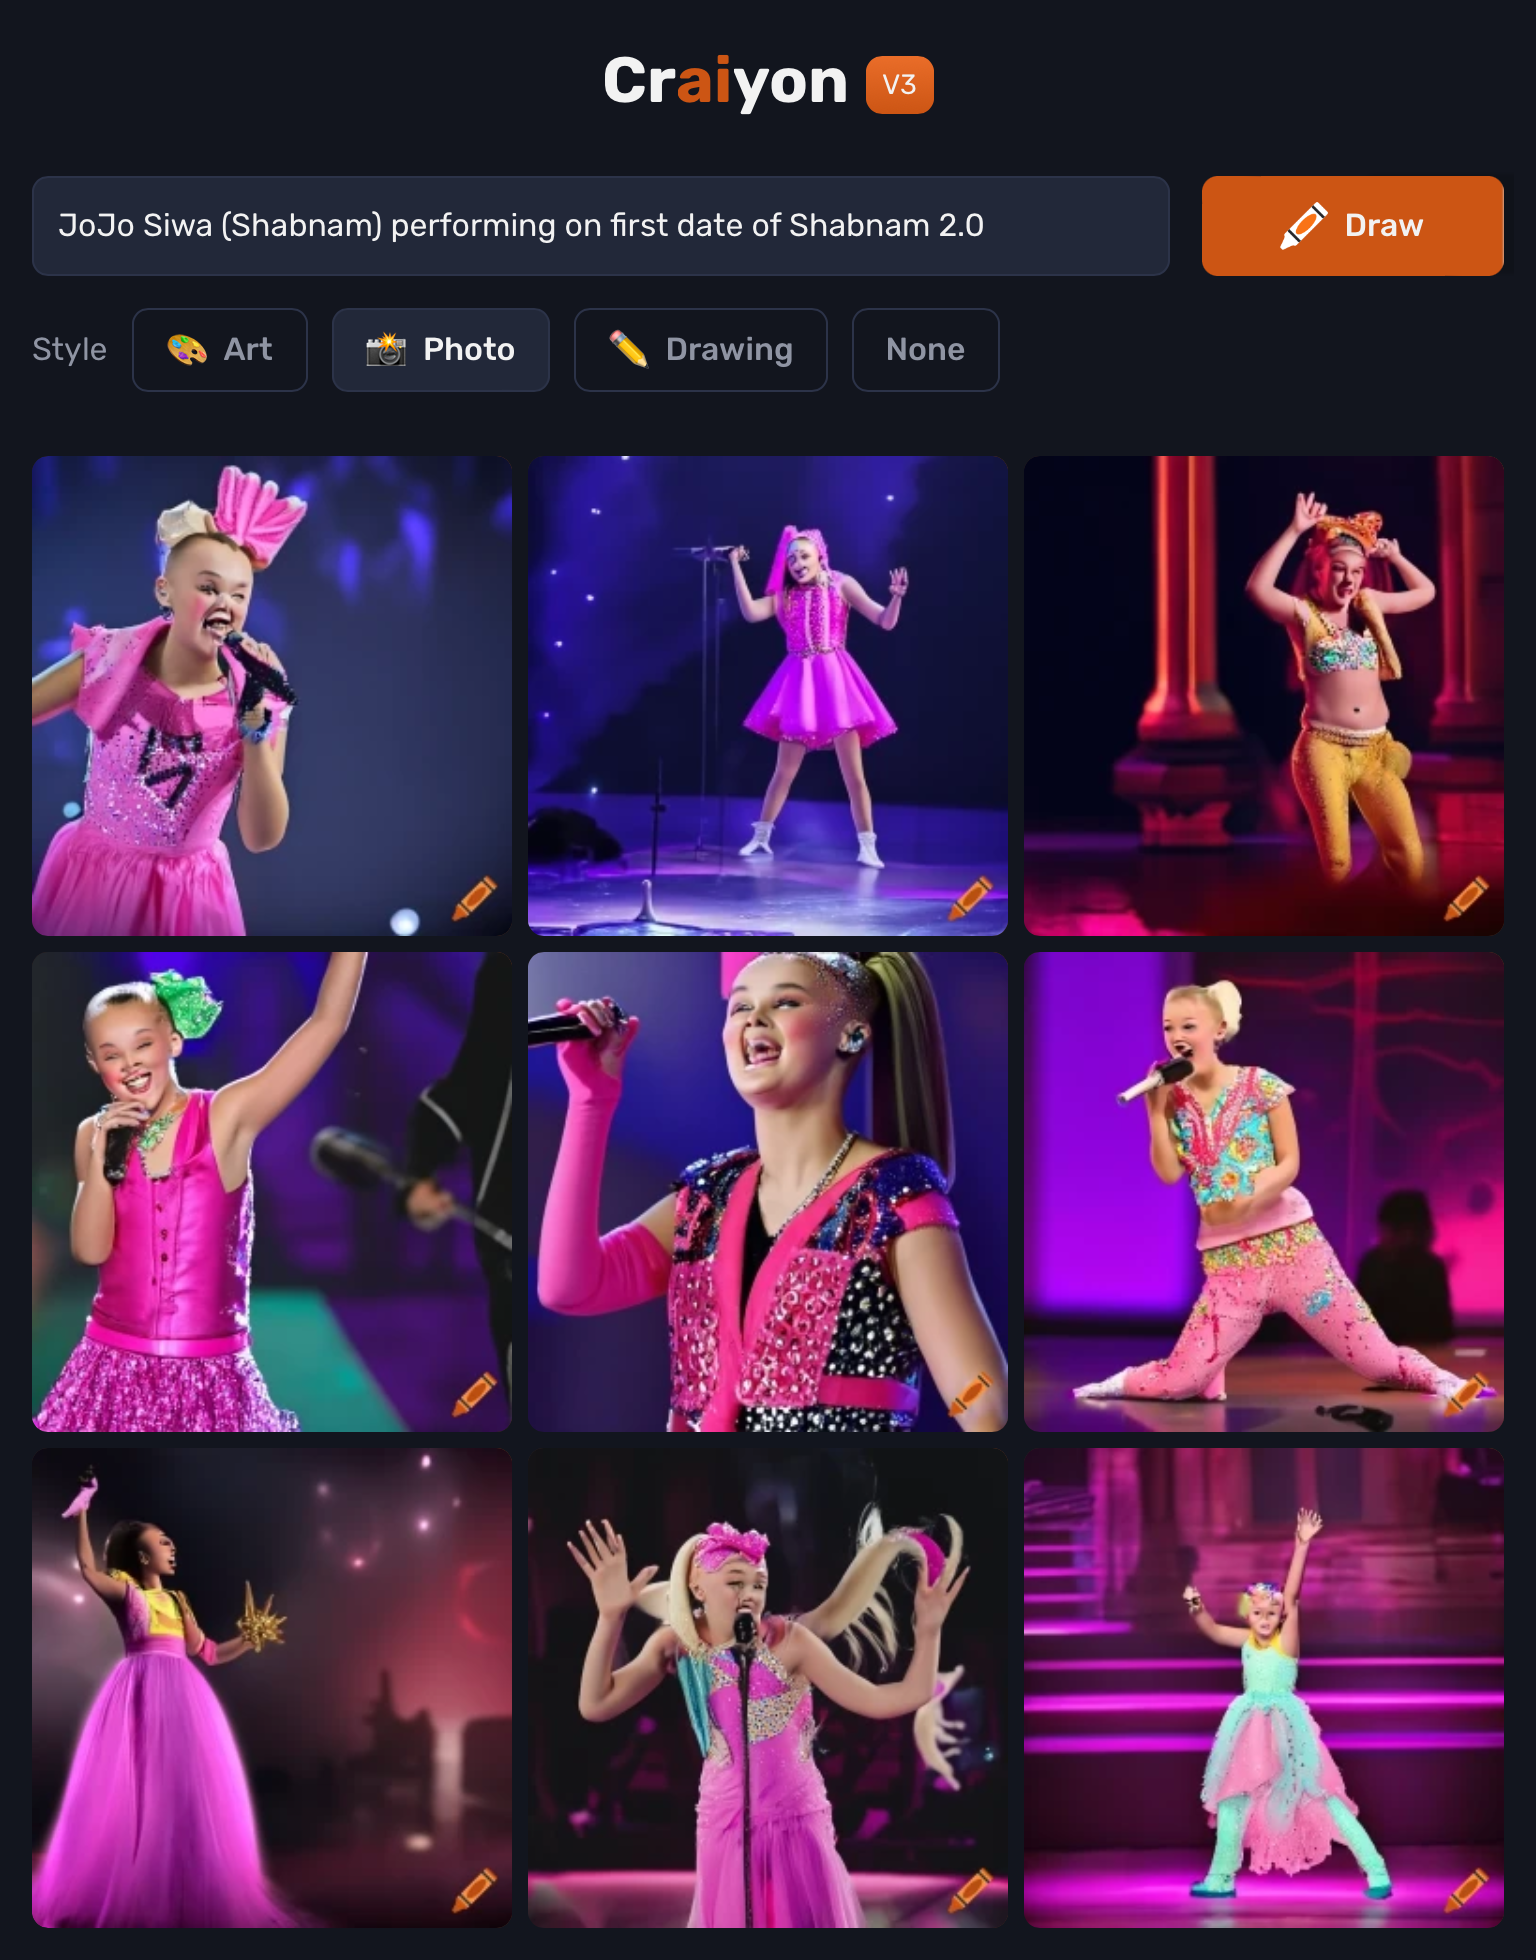 Craiyon V3
JoJo Siwa (Shabnam) performing on first date of Shabnam 2.0
Draw
Style Art Photo Drawing None